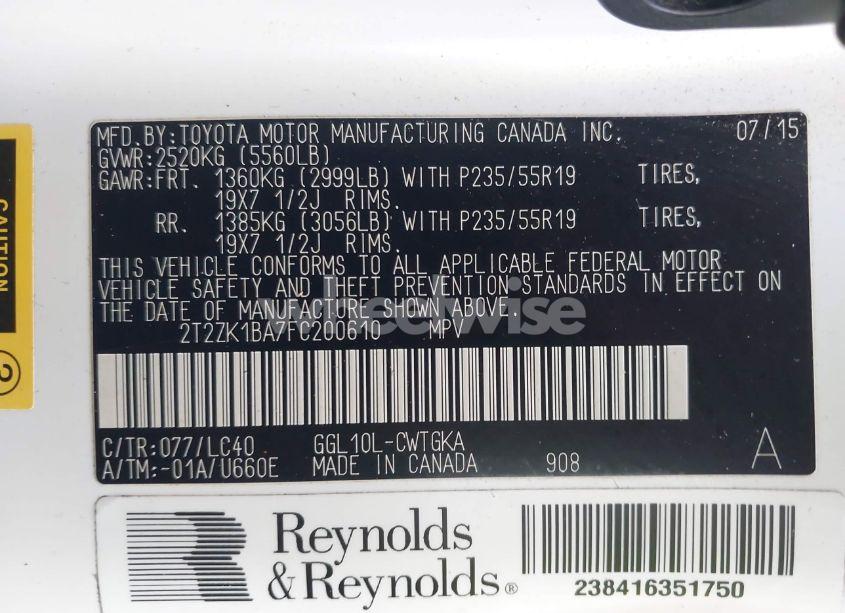 MFD.BY:TOYOTA MOTOR MANUFACTURING CANADA INC. 07/15
GVWR:2520KG (5560LB)
GAWR:FRT. 1360KG (2999LB) WITH P235/55R19 TIRES,
19X7 1/2J RIMS.
RR. 1385KG (3056LB) WITH P235/55R19 TIRES,
19X7 1/2J RIMS.
THIS VEHICLE CONFORMS TO ALL APPLICABLE FEDERAL MOTOR
VEHICLE SAFETY AND THEFT PREVENTION STANDARDS IN EFFECT ON
THE DATE OF MANUFACTURE SHOWN ABOVE.
2T2ZK1BA7FC200610 MPV
wheelwise
C/TR:077/LC40 GGL10L-CWTGKA A
A/TM:-01A/U660E MADE IN CANADA 908
CAUTION
2
Reynolds
& Reynolds®
238416351750